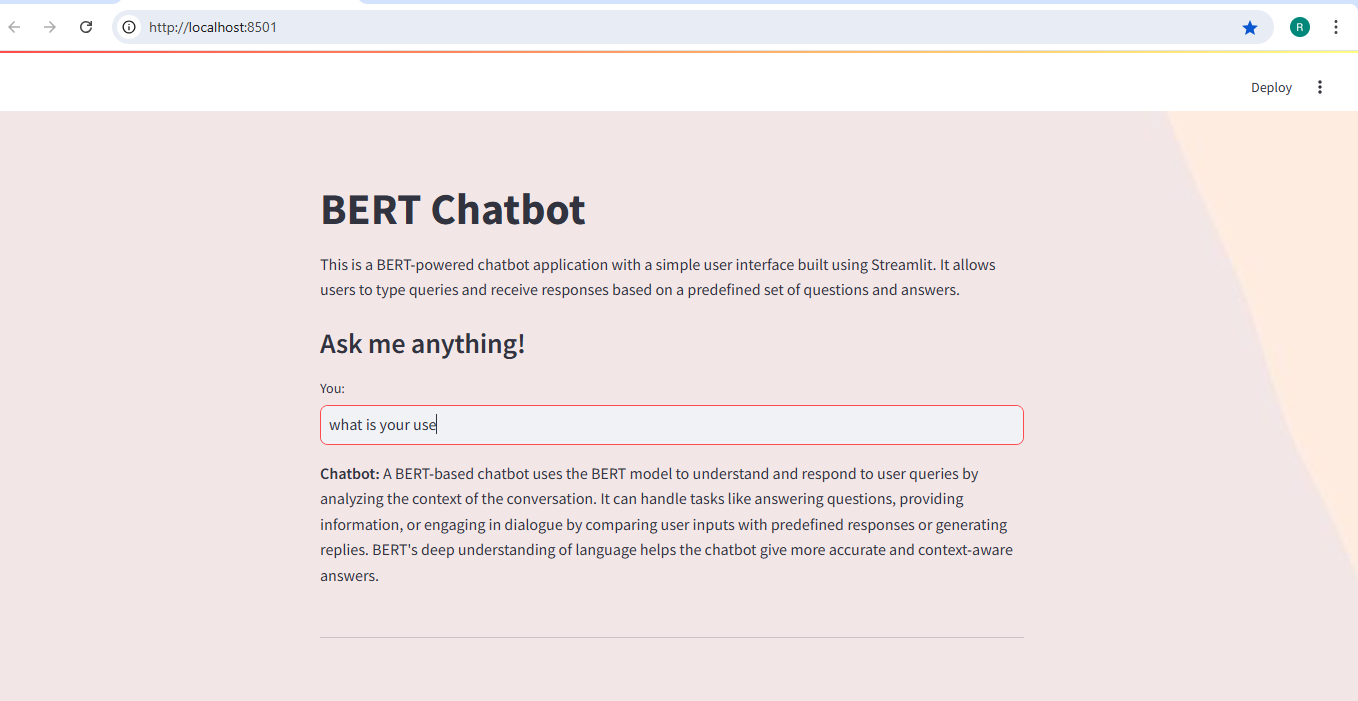 http://localhost:8501
R
Deploy
BERT Chatbot
This is a BERT-powered chatbot application with a simple user interface built using Streamlit. It allows
users to type queries and receive responses based on a predefined set of questions and answers.
Ask me anything!
You:
what is your use
Chatbot: A BERT-based chatbot uses the BERT model to understand and respond to user queries by
analyzing the context of the conversation. It can handle tasks like answering questions, providing
information, or engaging in dialogue by comparing user inputs with predefined responses or generating
replies. BERT's deep understanding of language helps the chatbot give more accurate and context-aware
answers.